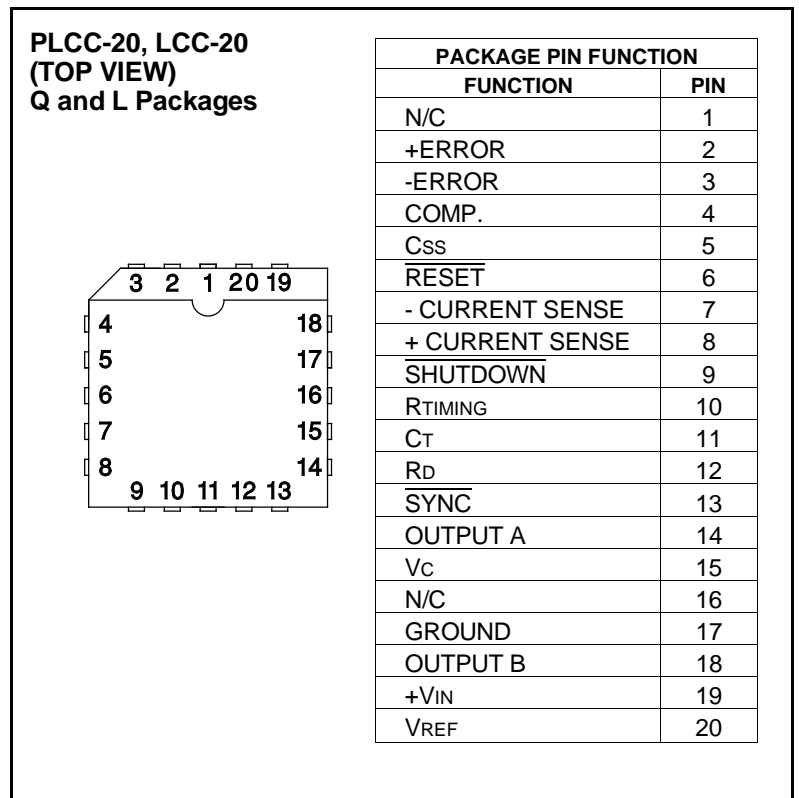 PLCC-20, LCC-20
(TOP VIEW)
Q and L Packages
3 2 1 20 19
4 18
5 17
6 16
7 15
8 14
9 10 11 12 13
PACKAGE PIN FUNCTION
FUNCTION PIN
N/C 1
+ERROR 2
-ERROR 3
COMP. 4
CSS 5
RESET 6
- CURRENT SENSE 7
+ CURRENT SENSE 8
SHUTDOWN 9
RTIMING 10
CT 11
RD 12
SYNC 13
OUTPUT A 14
VC 15
N/C 16
GROUND 17
OUTPUT B 18
+VIN 19
VREF 20